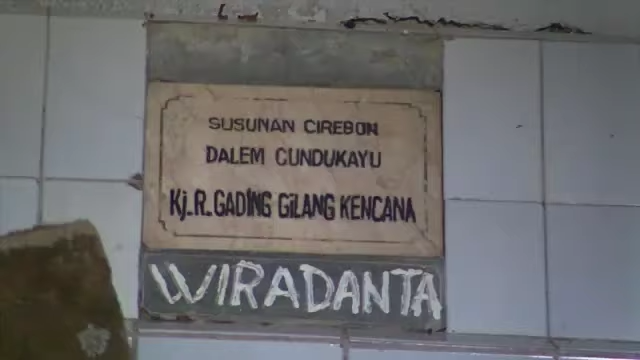 SUSUNAN CIREBON
DALEM CUNDUKAYU
Kj.R.GADiNG GiLANG KENCANA
WIRADANTA